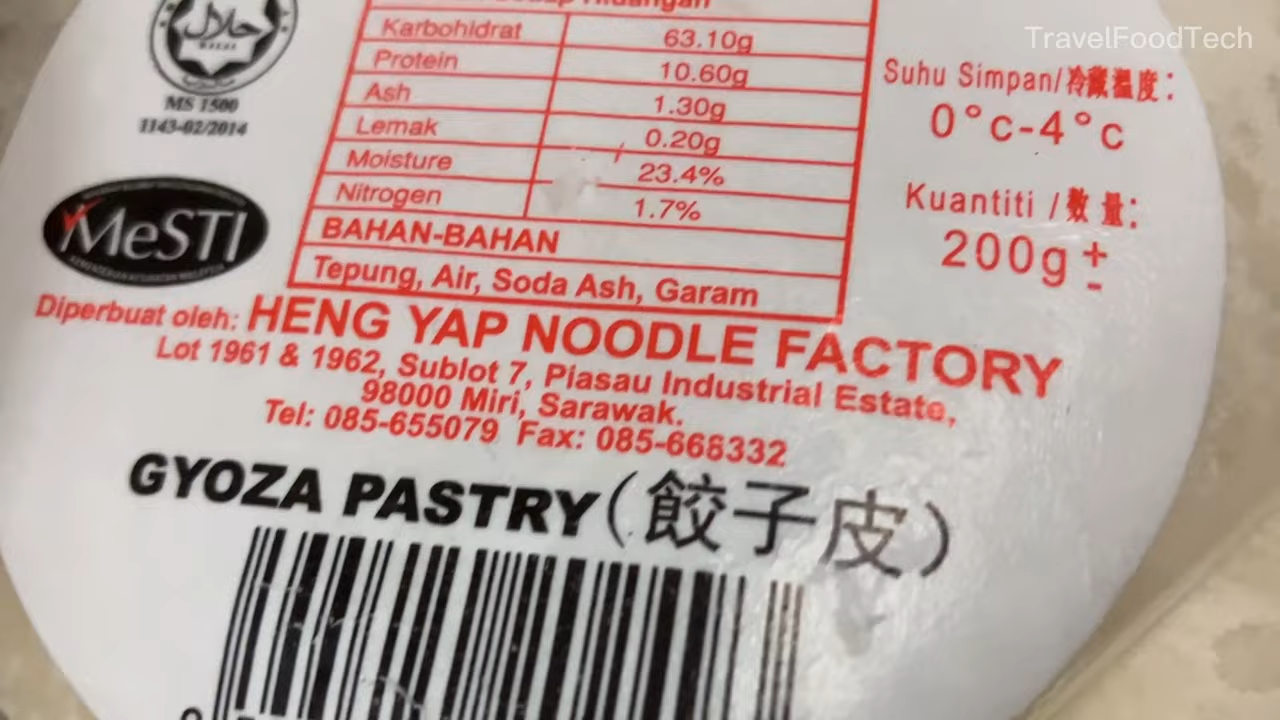 TravelFoodTech
حلال
MS 1500
1143-02/2014
Hidangan
Karbohidrat 63.10g
Protein 10.60g
Ash 1.30g
Lemak 0.20g
Moisture 23.4%
Nitrogen 1.7%
BAHAN-BAHAN
Tepung, Air, Soda Ash, Garam
Suhu Simpan/冷藏溫度:
0°c-4°c
Kuantiti /數量:
200g±
MeSTI
Diperbuat oleh: HENG YAP NOODLE FACTORY
Lot 1961 & 1962, Sublot 7, Piasau Industrial Estate,
98000 Miri, Sarawak.
Tel: 085-655079 Fax: 085-668332
GYOZA PASTRY(餃子皮)